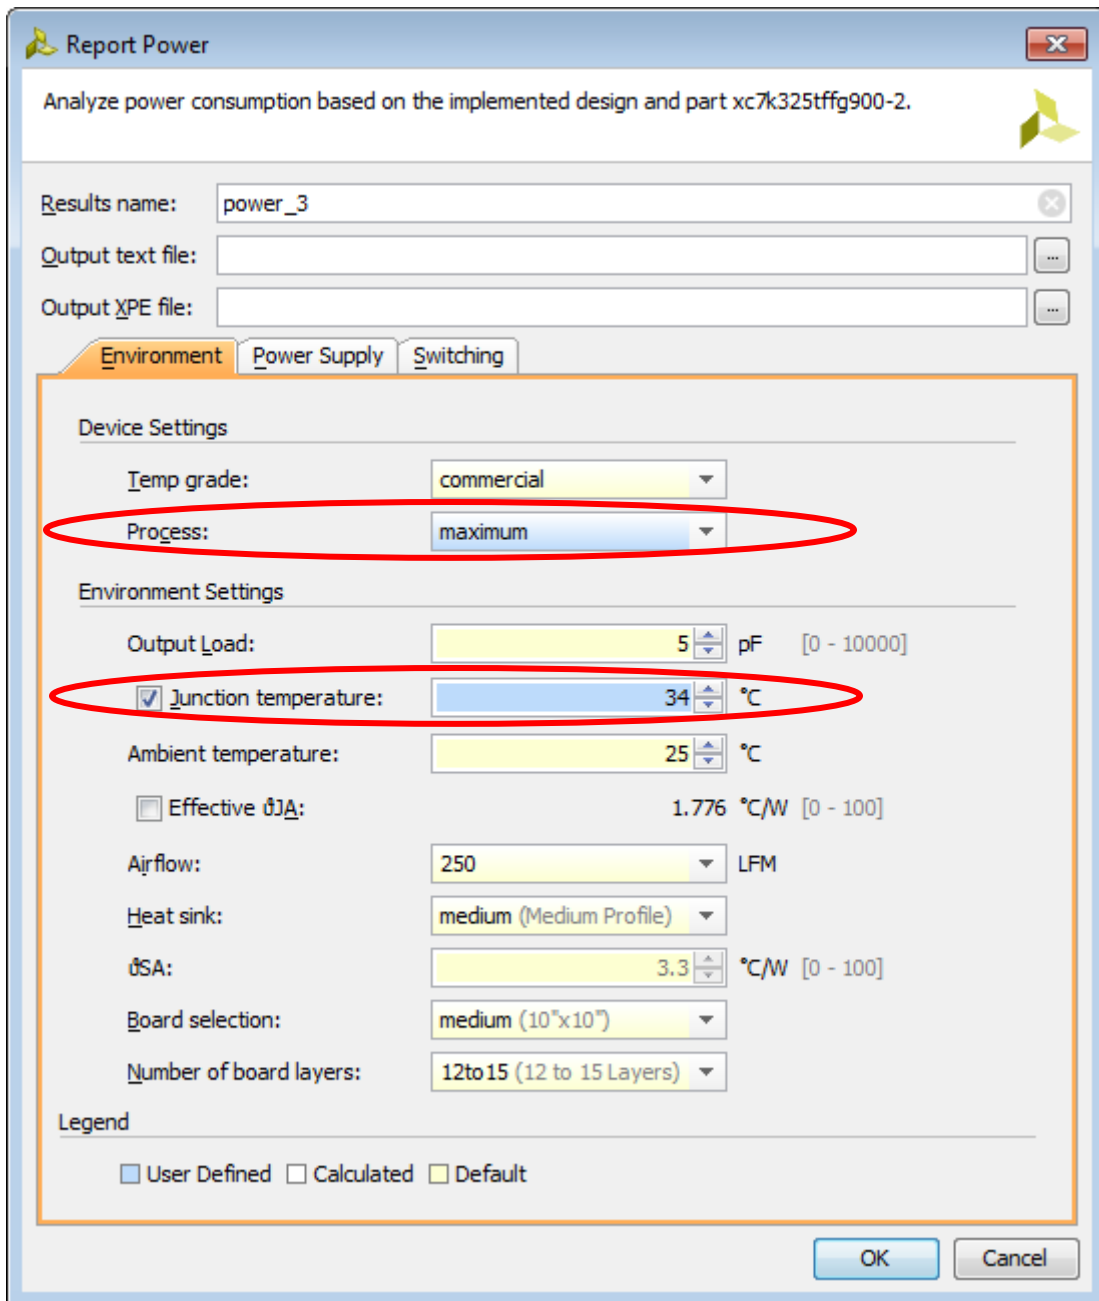 Report Power
Analyze power consumption based on the implemented design and part xc7k325tffg900-2.
Results name: power_3
Output text file: ...
Output XPE file: ...
Environment Power Supply Switching
Device Settings
Temp grade: commercial
Process: maximum
Environment Settings
Output Load: 5 pF [0 - 10000]
Junction temperature: 34 °C
Ambient temperature: 25 °C
Effective ϑJA: 1.776 °C/W [0 - 100]
Airflow: 250 LFM
Heat sink: medium (Medium Profile)
ϑSA: 3.3 °C/W [0 - 100]
Board selection: medium (10"x10")
Number of board layers: 12to15 (12 to 15 Layers)
Legend
User Defined Calculated Default
OK Cancel